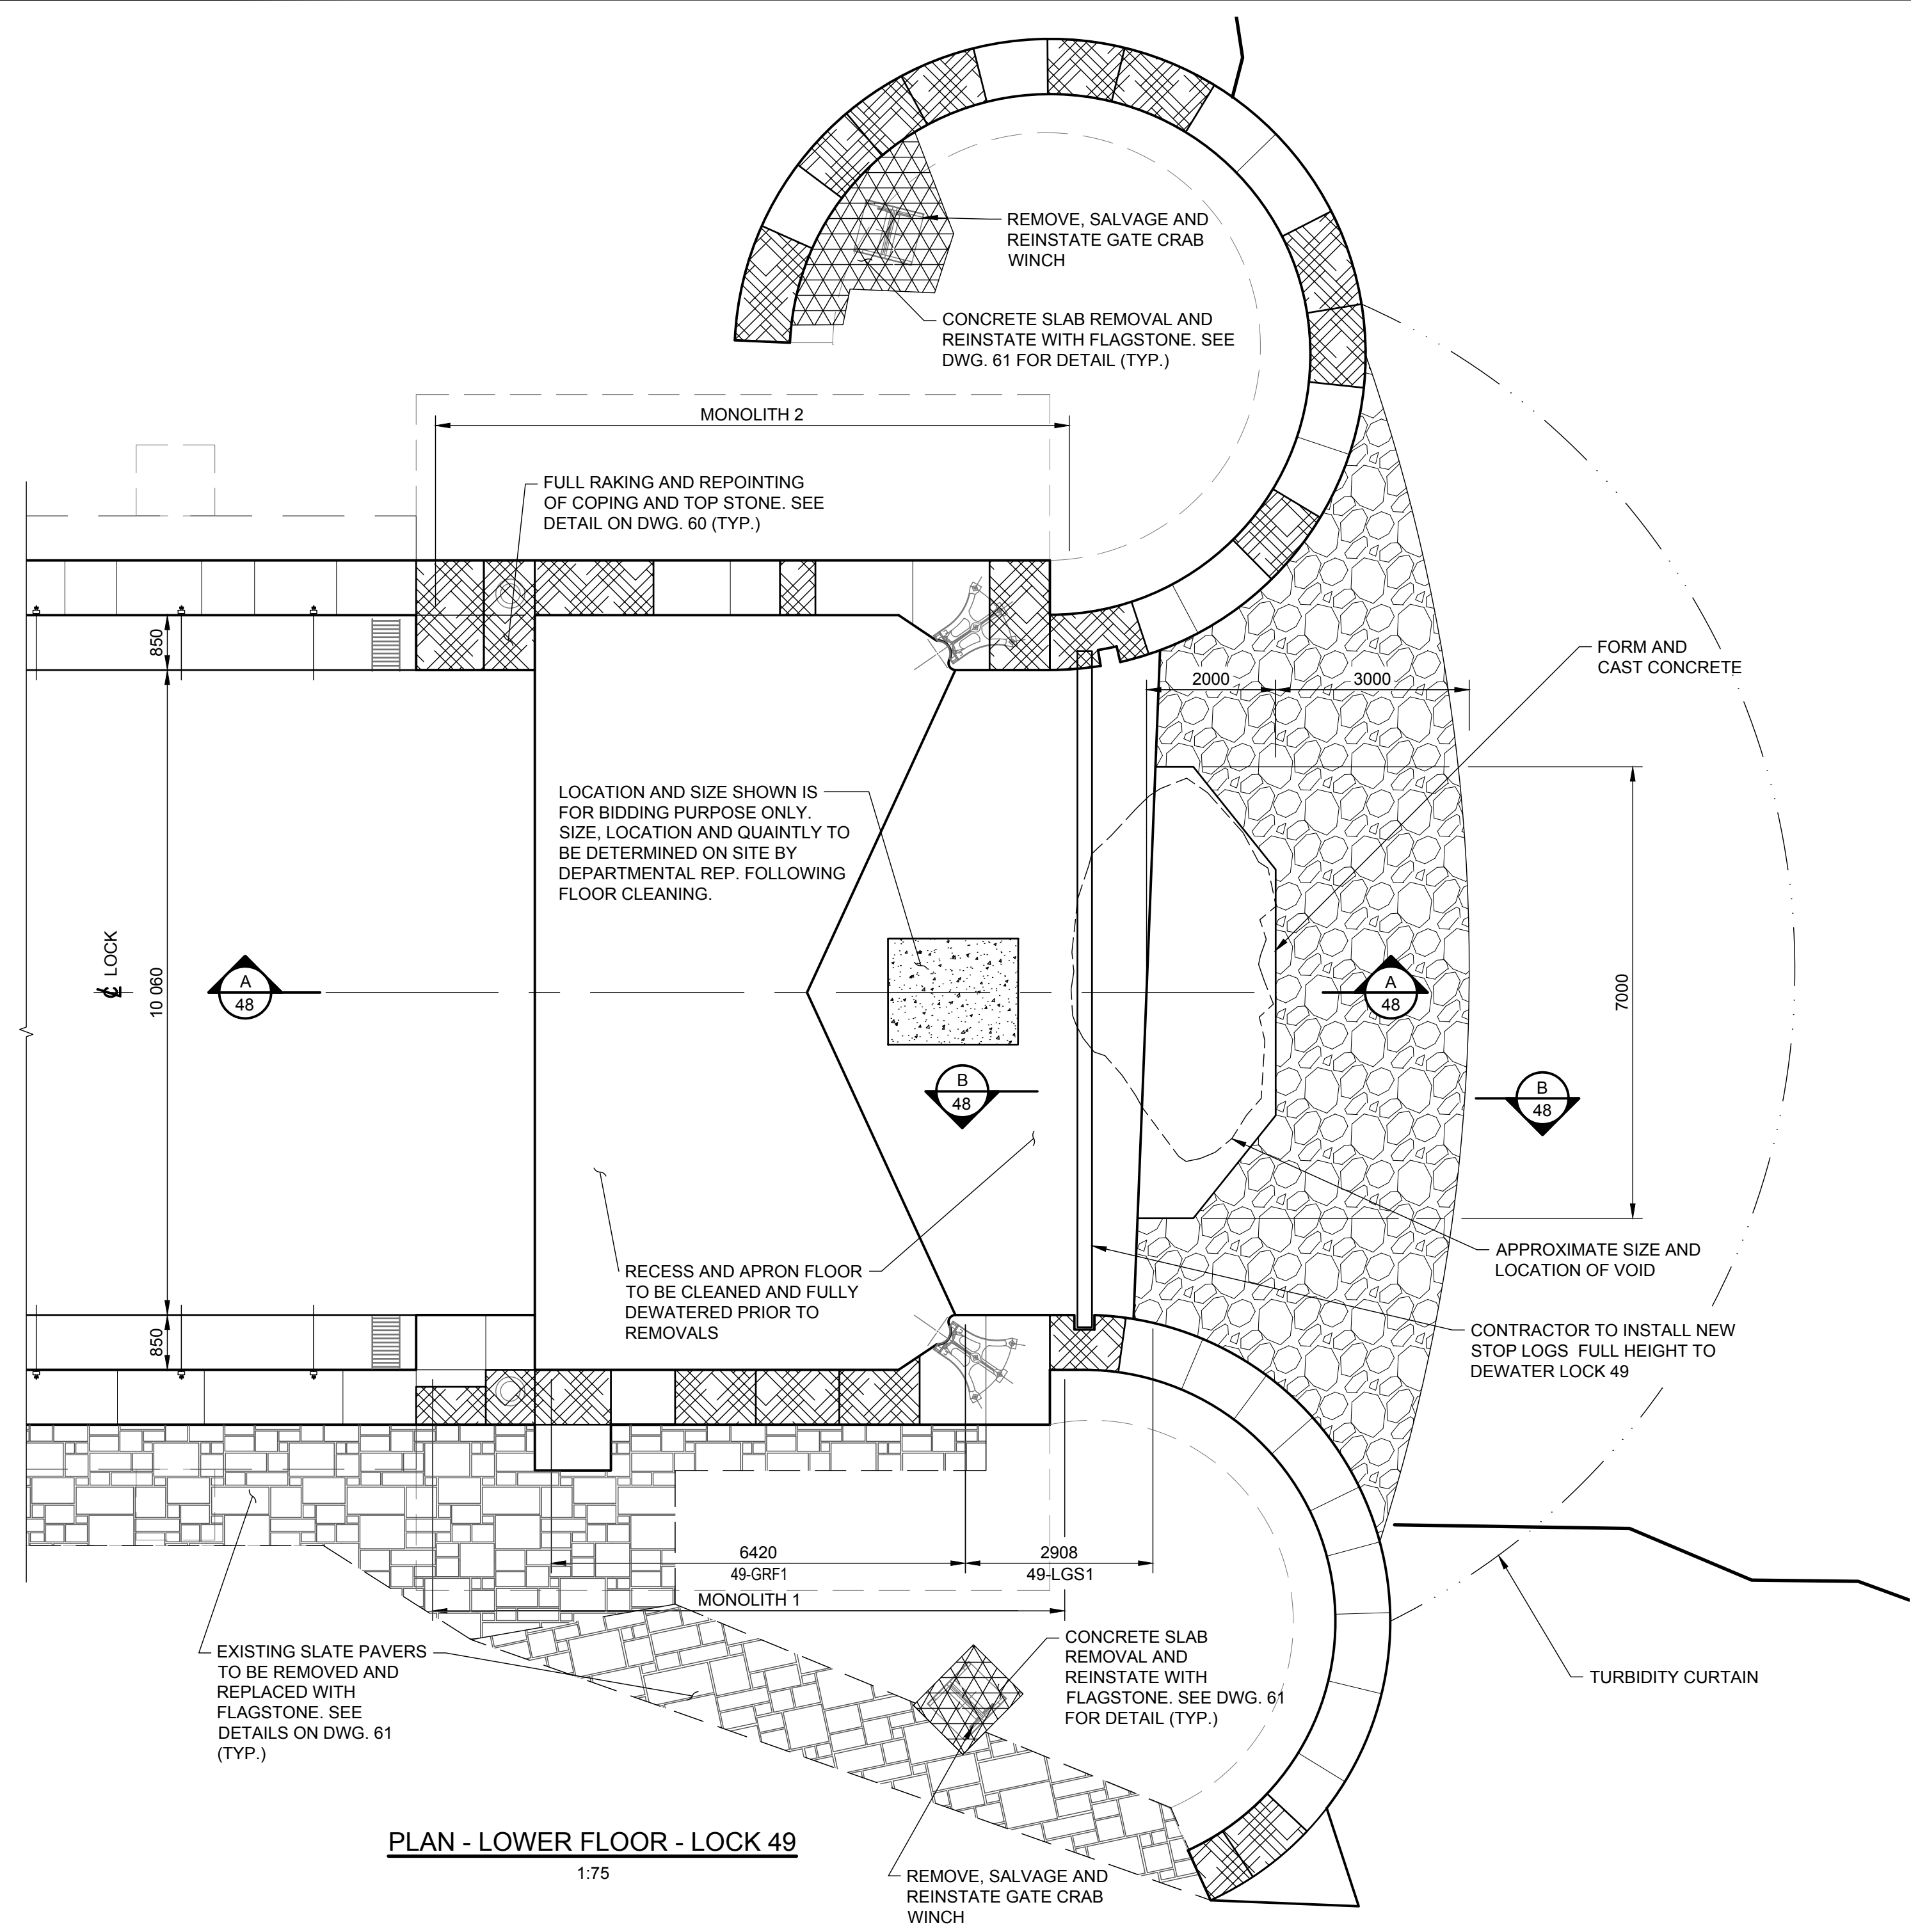 REMOVE, SALVAGE AND
REINSTATE GATE CRAB
WINCH
CONCRETE SLAB REMOVAL AND
REINSTATE WITH FLAGSTONE. SEE
DWG. 61 FOR DETAIL (TYP.)
MONOLITH 2
FULL RAKING AND REPOINTING
OF COPING AND TOP STONE. SEE
DETAIL ON DWG. 60 (TYP.)
850
2000
3000
FORM AND
CAST CONCRETE
LOCATION AND SIZE SHOWN IS
FOR BIDDING PURPOSE ONLY.
SIZE, LOCATION AND QUAINTLY TO
BE DETERMINED ON SITE BY
DEPARTMENTAL REP. FOLLOWING
FLOOR CLEANING.
℄ LOCK
10 060
A
48
A
48
7000
B
48
B
48
RECESS AND APRON FLOOR
TO BE CLEANED AND FULLY
DEWATERED PRIOR TO
REMOVALS
APPROXIMATE SIZE AND
LOCATION OF VOID
850
CONTRACTOR TO INSTALL NEW
STOP LOGS FULL HEIGHT TO
DEWATER LOCK 49
6420
49-GRF1
2908
49-LGS1
MONOLITH 1
EXISTING SLATE PAVERS
TO BE REMOVED AND
REPLACED WITH
FLAGSTONE. SEE
DETAILS ON DWG. 61
(TYP.)
CONCRETE SLAB
REMOVAL AND
REINSTATE WITH
FLAGSTONE. SEE DWG. 61
FOR DETAIL (TYP.)
TURBIDITY CURTAIN
PLAN - LOWER FLOOR - LOCK 49
1:75
REMOVE, SALVAGE AND
REINSTATE GATE CRAB
WINCH